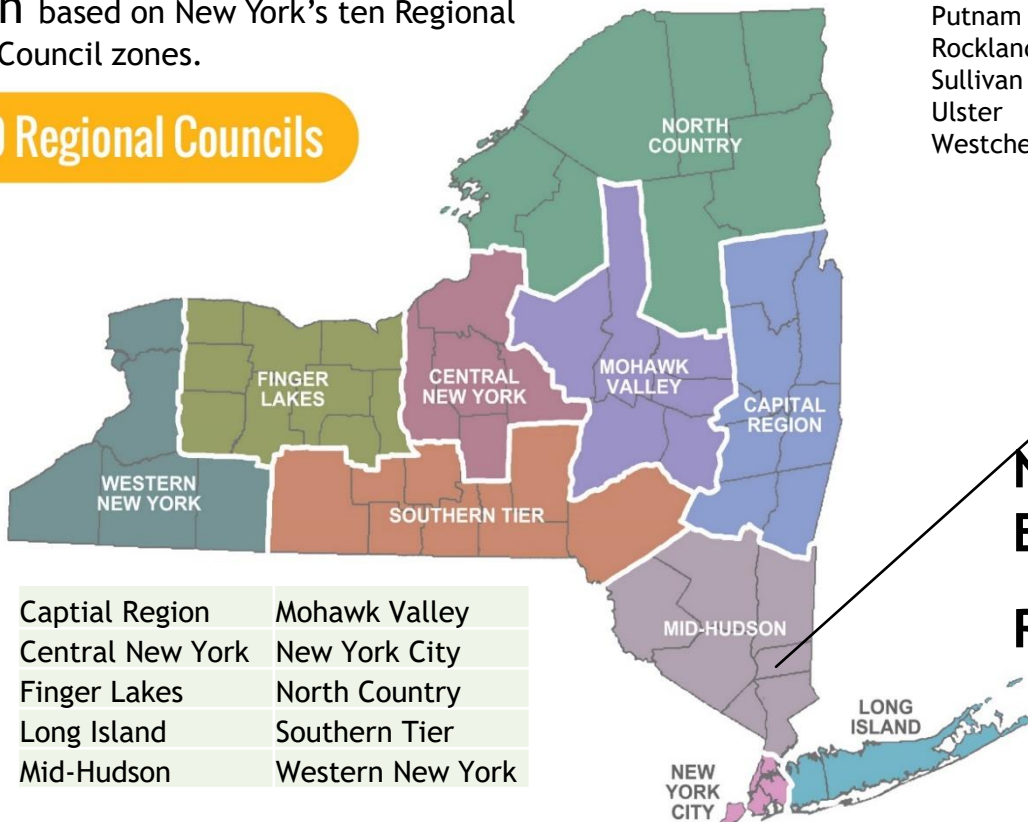 based on New York's ten Regional
Council zones.
Regional Councils
Putnam
Sullivan
Ulster
NORTH
COUNTRY
FINGER
LAKES
CENTRAL
NEW YORK
MOHAWK
VALLEY
CAPITAL
REGION
WESTERN
NEW YORK
SOUTHERN TIER
MID-HUDSON
LONG
ISLAND
NEW
YORK
CITY
Captial Region Mohawk Valley
Central New York New York City
Finger Lakes North Country
Long Island Southern Tier
Mid-Hudson Western New York